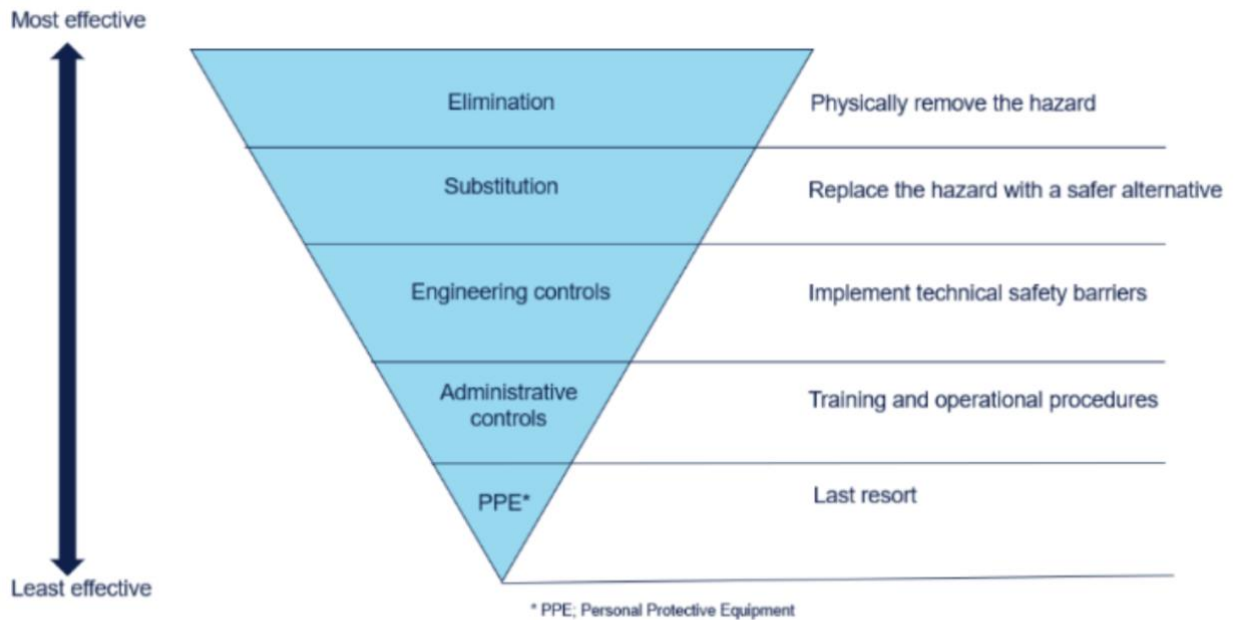 Most effective
Elimination
Physically remove the hazard
Substitution
Replace the hazard with a safer alternative
Engineering controls
Implement technical safety barriers
Administrative
controls
Training and operational procedures
PPE*
Last resort
Least effective
* PPE; Personal Protective Equipment